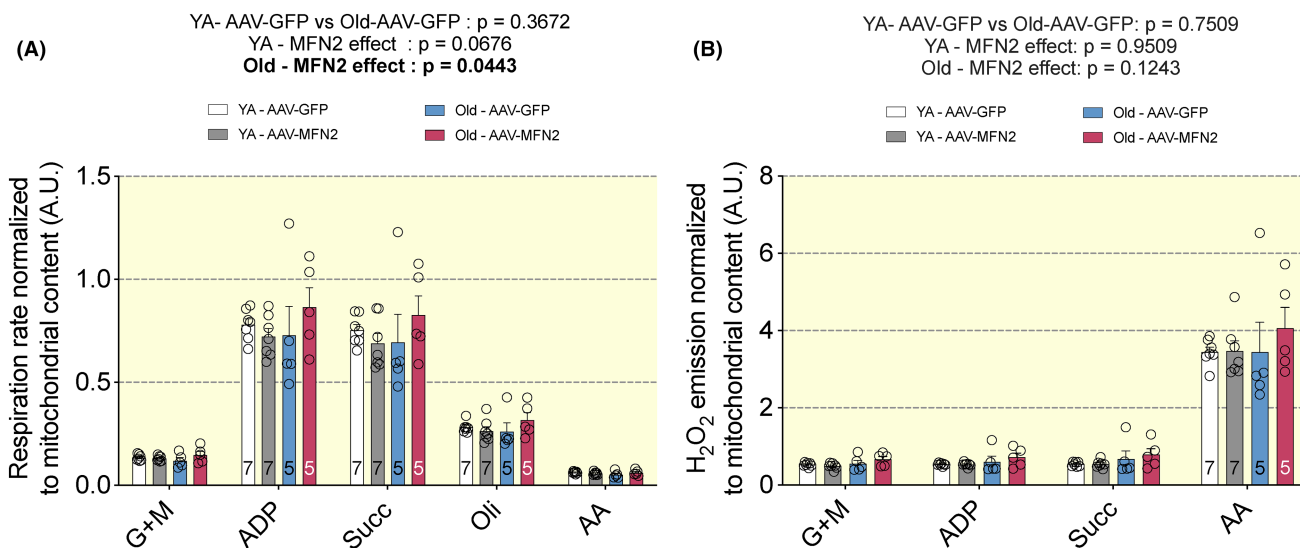 (A)
YA- AAV-GFP vs Old-AAV-GFP : p = 0.3672
YA - MFN2 effect : p = 0.0676
Old - MFN2 effect : p = 0.0443
YA - AAV-GFP
Old - AAV-GFP
YA - AAV-MFN2
Old - AAV-MFN2
Respiration rate normalized
to mitochondrial content (A.U.)
1.5
1.0
0.5
0.0
7 7 5 5
7 7 5 5
7 7 5 5
G+M
ADP
Succ
Oli
AA
(B)
YA - AAV-GFP vs Old-AAV-GFP: p = 0.7509
YA - MFN2 effect: p = 0.9509
Old - MFN2 effect: p = 0.1243
YA - AAV-GFP
Old - AAV-GFP
YA - AAV-MFN2
Old - AAV-MFN2
H₂O₂ emission normalized
to mitochondrial content (A.U.)
8
6
4
2
0
7 7 5 5
G+M
ADP
Succ
AA